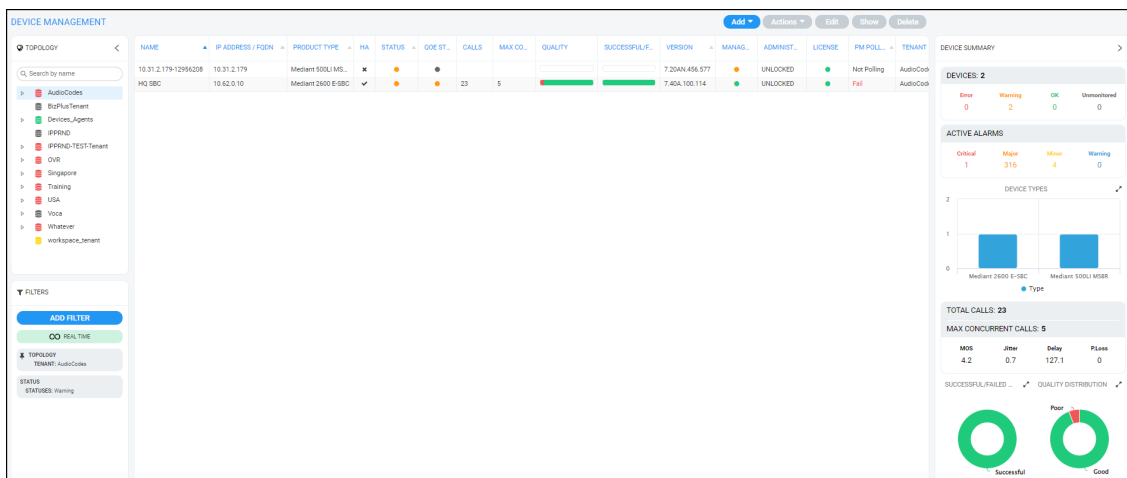 DEVICE MANAGEMENT
Add
Actions
Edit
Show
Delete
TOPOLOGY
Search by name
AudioCodes
BizPlusTenant
Devices_Agents
IPPRND
IPPRND-TEST-Tenant
OVR
Singapore
Training
USA
Voca
Whatever
workspace_tenant
FILTERS
ADD FILTER
REAL TIME
TOPOLOGY
TENANT: AudioCodes
STATUS
STATUSES: Warning
NAME IP ADDRESS / FQDN PRODUCT TYPE HA STATUS QOE ST... CALLS MAX CO... QUALITY SUCCESSFUL/F... VERSION MANAG... ADMINIST... LICENSE PM POLL... TENANT
10.31.2.179-12956208 10.31.2.179 Mediant 500LI MS... 7.20AN.456.577 UNLOCKED Not Polling AudioCod
HQ SBC 10.62.0.10 Mediant 2600 E-SBC 23 5 7.40A.100.114 UNLOCKED Fail AudioCod
DEVICE SUMMARY
DEVICES: 2
Error Warning OK Unmonitored
0 2 0 0
ACTIVE ALARMS
Critical Major Minor Warning
1 316 4 0
DEVICE TYPES
2
1
0
Mediant 2600 E-SBC Mediant 500LI MSBR
Type
TOTAL CALLS: 23
MAX CONCURRENT CALLS: 5
MOS Jitter Delay P.Loss
4.2 0.7 127.1 0
SUCCESSFUL/FAILED ... QUALITY DISTRIBUTION
Poor
Successful Good